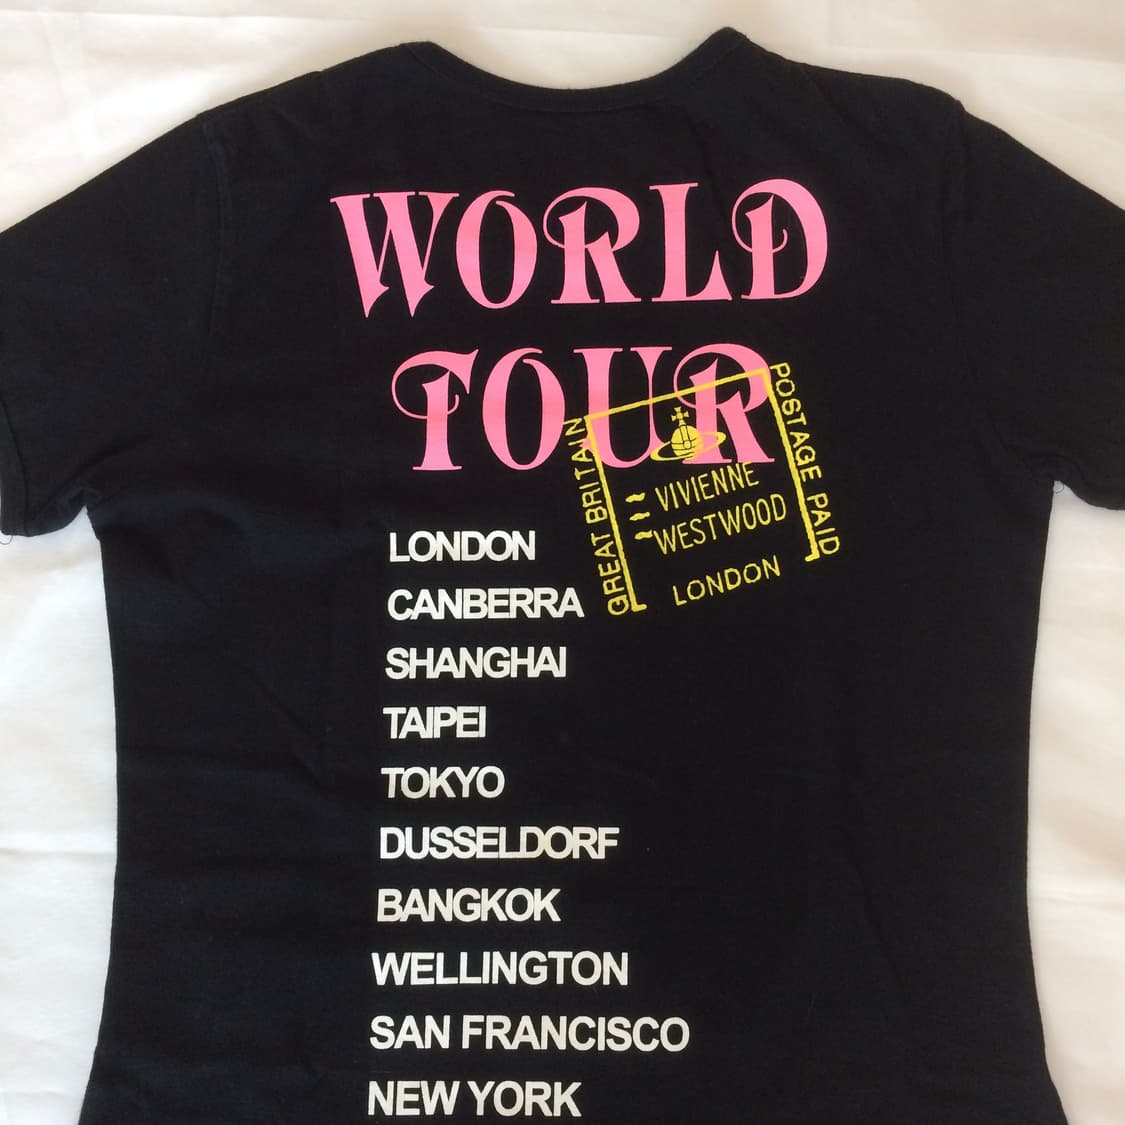 WORLD
TOUR
GREAT BRITAIN
POSTAGE PAID
VIVIENNE
WESTWOOD
LONDON
LONDON
CANBERRA
SHANGHAI
TAIPEI
TOKYO
DUSSELDORF
BANGKOK
WELLINGTON
SAN FRANCISCO
NEW YORK